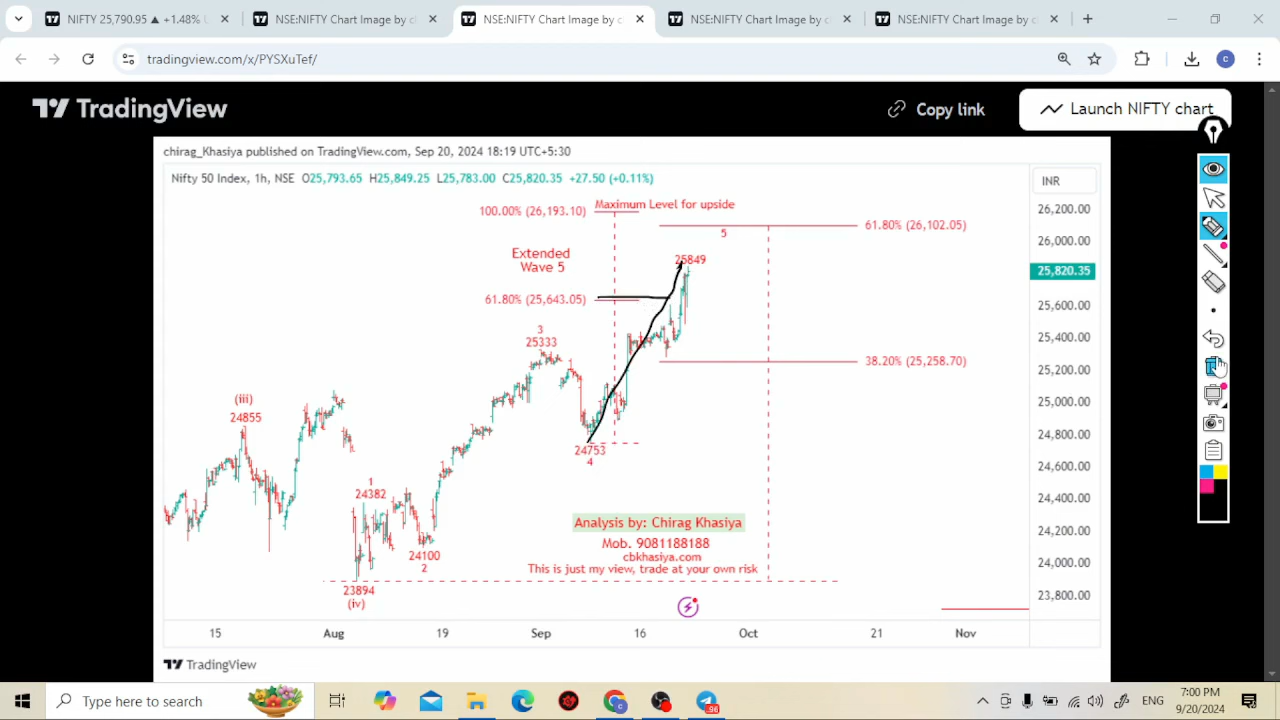 NIFTY 25,790.95 ▲ +1.48%
NSE:NIFTY Chart Image by c
NSE:NIFTY Chart Image by c
NSE:NIFTY Chart Image by c
NSE:NIFTY Chart Image by c
tradingview.com/x/PYSXuTef/
TradingView
Copy link
Launch NIFTY chart
chirag_Khasiya published on TradingView.com, Sep 20, 2024 18:19 UTC+5:30
Nifty 50 Index, 1h, NSE O25,793.65 H25,849.25 L25,783.00 C25,820.35 +27.50 (+0.11%)
INR
Maximum Level for upside
100.00% (26,193.10)
26,200.00
61.80% (26,102.05)
5
26,000.00
Extended
Wave 5
25849
25,820.35
61.80% (25,643.05)
25,600.00
3
25333
25,400.00
38.20% (25,258.70)
25,200.00
(iii)
24855
25,000.00
24,800.00
24753
4
24,600.00
1
24382
24,400.00
Analysis by: Chirag Khasiya
24,200.00
Mob. 9081188188
24100
2
cbkhasiya.com
24,000.00
This is just my view, trade at your own risk
23894
(iv)
23,800.00
15 Aug 19 Sep 16 Oct 21 Nov
TradingView
Type here to search
96
ENG
7:00 PM
9/20/2024